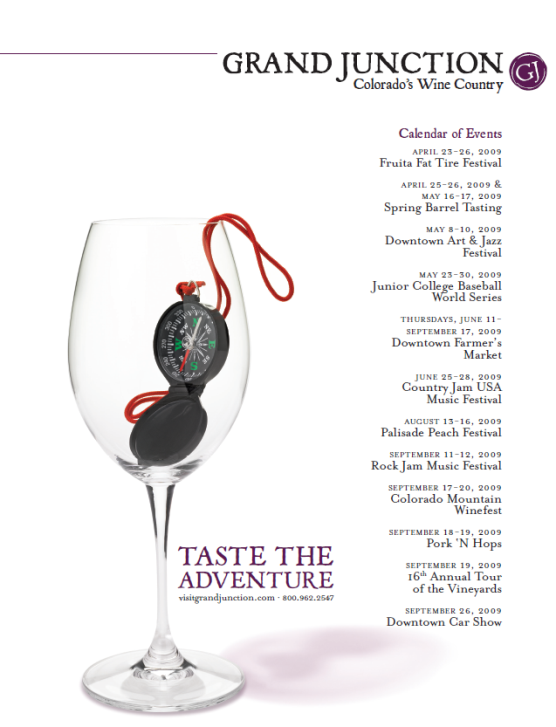 GRAND JUNCTION
GJ
Colorado's Wine Country
Calendar of Events
APRIL 23-26, 2009
Fruita Fat Tire Festival
APRIL 25-26, 2009 &
MAY 16-17, 2009
Spring Barrel Tasting
MAY 8-10, 2009
Downtown Art & Jazz
Festival
MAY 23-30, 2009
Junior College Baseball
World Series
THURSDAYS, JUNE 11-
SEPTEMBER 17, 2009
Downtown Farmer's
Market
JUNE 25-28, 2009
Country Jam USA
Music Festival
AUGUST 13-16, 2009
Palisade Peach Festival
SEPTEMBER 11-12, 2009
Rock Jam Music Festival
SEPTEMBER 17-20, 2009
Colorado Mountain
Winefest
SEPTEMBER 18-19, 2009
Pork 'N Hops
SEPTEMBER 19, 2009
16th Annual Tour
of the Vineyards
SEPTEMBER 26, 2009
Downtown Car Show
TASTE THE
ADVENTURE
visitgrandjunction.com · 800.962.2547